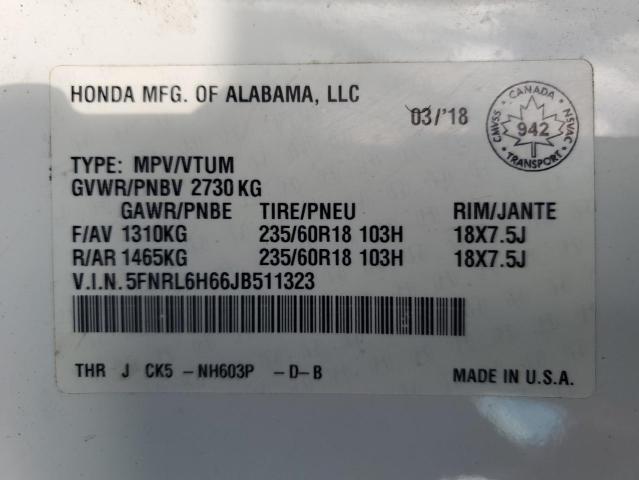 HONDA MFG. OF ALABAMA, LLC
03/'18
CANADA
CMVSS
942
NSVAC
TRANSPORT
TYPE: MPV/VTUM
GVWR/PNBV 2730 KG
GAWR/PNBE TIRE/PNEU RIM/JANTE
F/AV 1310KG 235/60R18 103H 18X7.5J
R/AR 1465KG 235/60R18 103H 18X7.5J
V.I.N. 5FNRL6H66JB511323
THR J CK5 -NH603P -D-B MADE IN U.S.A.